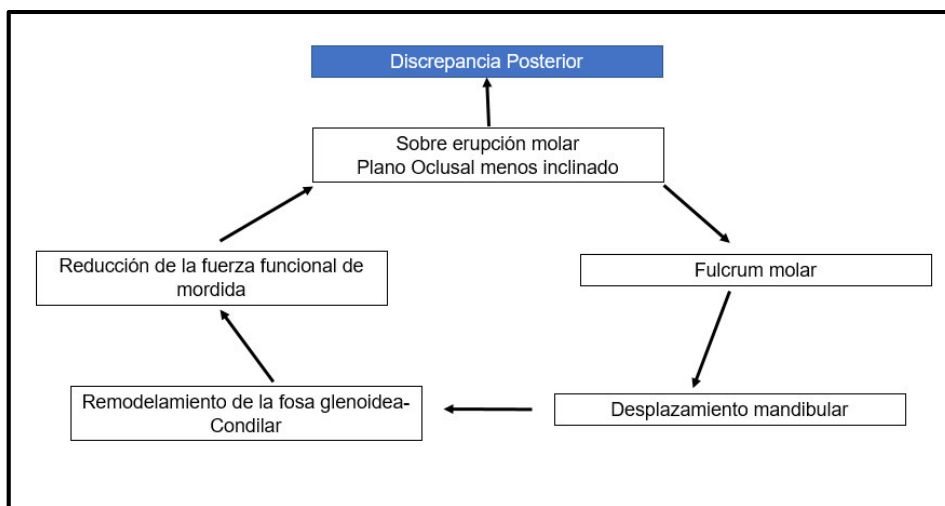 Discrepancia Posterior
Sobre erupción molar
Plano Oclusal menos inclinado
Reducción de la fuerza funcional de
mordida
Fulcrum molar
Remodelamiento de la fosa glenoidea-
Condilar
Desplazamiento mandibular